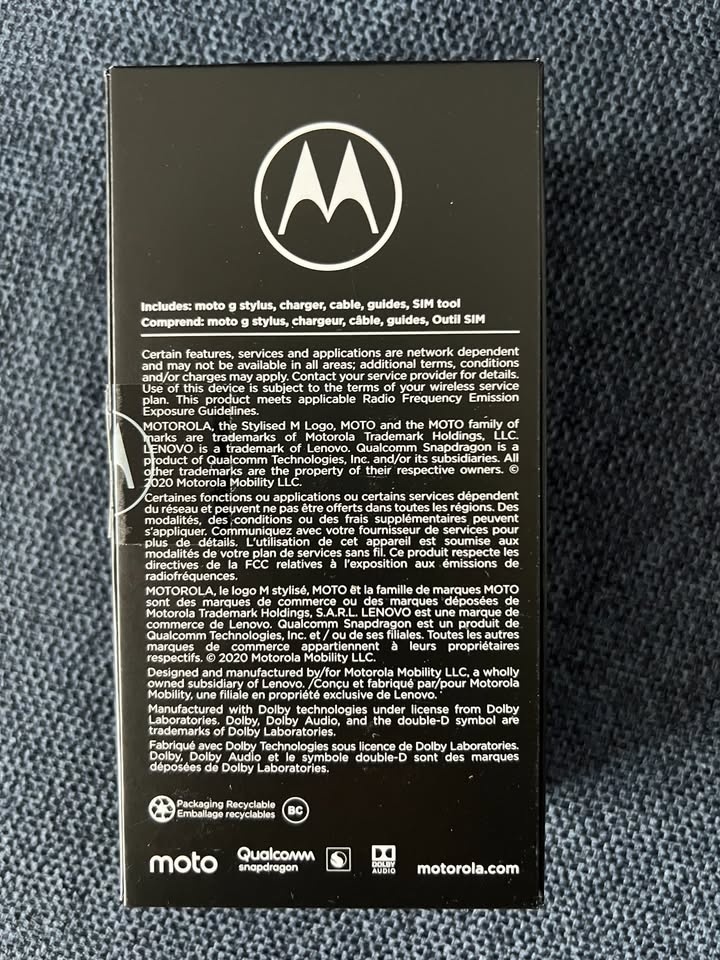 Includes: moto g stylus, charger, cable, guides, SIM tool
Comprend: moto g stylus, chargeur, câble, guides, Outil SIM
Certain features, services and applications are network dependent
and may not be available in all areas; additional terms, conditions
and/or charges may apply. Contact your service provider for details.
Use of this device is subject to the terms of your wireless service
plan. This product meets applicable Radio Frequency Emission
Exposure Guidelines.
MOTOROLA, the Stylised M Logo, MOTO and the MOTO family of
marks are trademarks of Motorola Trademark Holdings, LLC.
LENOVO is a trademark of Lenovo. Qualcomm Snapdragon is a
product of Qualcomm Technologies, Inc. and/or its subsidiaries. All
other trademarks are the property of their respective owners. ©
2020 Motorola Mobility LLC.
Certaines fonctions ou applications ou certains services dépendent
du réseau et peuvent ne pas être offerts dans toutes les régions. Des
modalités, des conditions ou des frais supplémentaires peuvent
s'appliquer. Communiquez avec votre fournisseur de services pour
plus de détails. L'utilisation de cet appareil est soumise aux
modalités de votre plan de services sans fil. Ce produit respecte les
directives de la FCC relatives à l'exposition aux émissions de
radiofréquences.
MOTOROLA, le logo M stylisé, MOTO et la famille de marques MOTO
sont des marques de commerce ou des marques déposées de
Motorola Trademark Holdings, S.A.R.L. LENOVO est une marque de
commerce de Lenovo. Qualcomm Snapdragon est un produit de
Qualcomm Technologies, Inc. et / ou de ses filiales. Toutes les autres
marques de commerce appartiennent à leurs propriétaires
respectifs. © 2020 Motorola Mobility LLC.
Designed and manufactured by/for Motorola Mobility LLC, a wholly
owned subsidiary of Lenovo. /Conçu et fabriqué par/pour Motorola
Mobility, une filiale en propriété exclusive de Lenovo.
Manufactured with Dolby technologies under license from Dolby
Laboratories. Dolby, Dolby Audio, and the double-D symbol are
trademarks of Dolby Laboratories.
Fabriqué avec Dolby Technologies sous licence de Dolby Laboratories.
Dolby, Dolby Audio et le symbole double-D sont des marques
déposées de Dolby Laboratories.
Packaging Recyclable
Emballage recyclables
BC
moto
Qualcomm
snapdragon
DOLBY
AUDIO
motorola.com